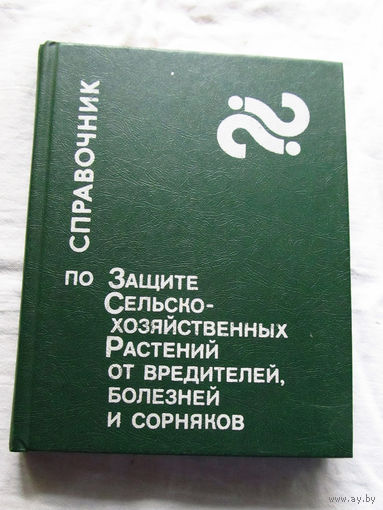 СПРАВОЧНИК
ПО ЗАЩИТЕ
СЕЛЬСКО-
ХОЗЯЙСТВЕННЫХ
РАСТЕНИЙ
ОТ ВРЕДИТЕЛЕЙ,
БОЛЕЗНЕЙ
И СОРНЯКОВ
??
www.ay.by